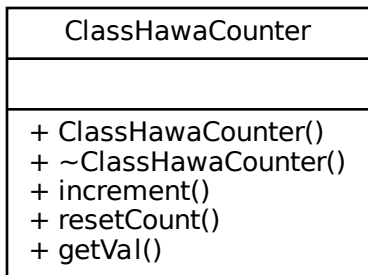 ClassHawaCounter
+ ClassHawaCounter()
+ ~ClassHawaCounter()
+ increment()
+ resetCount()
+ getVal()